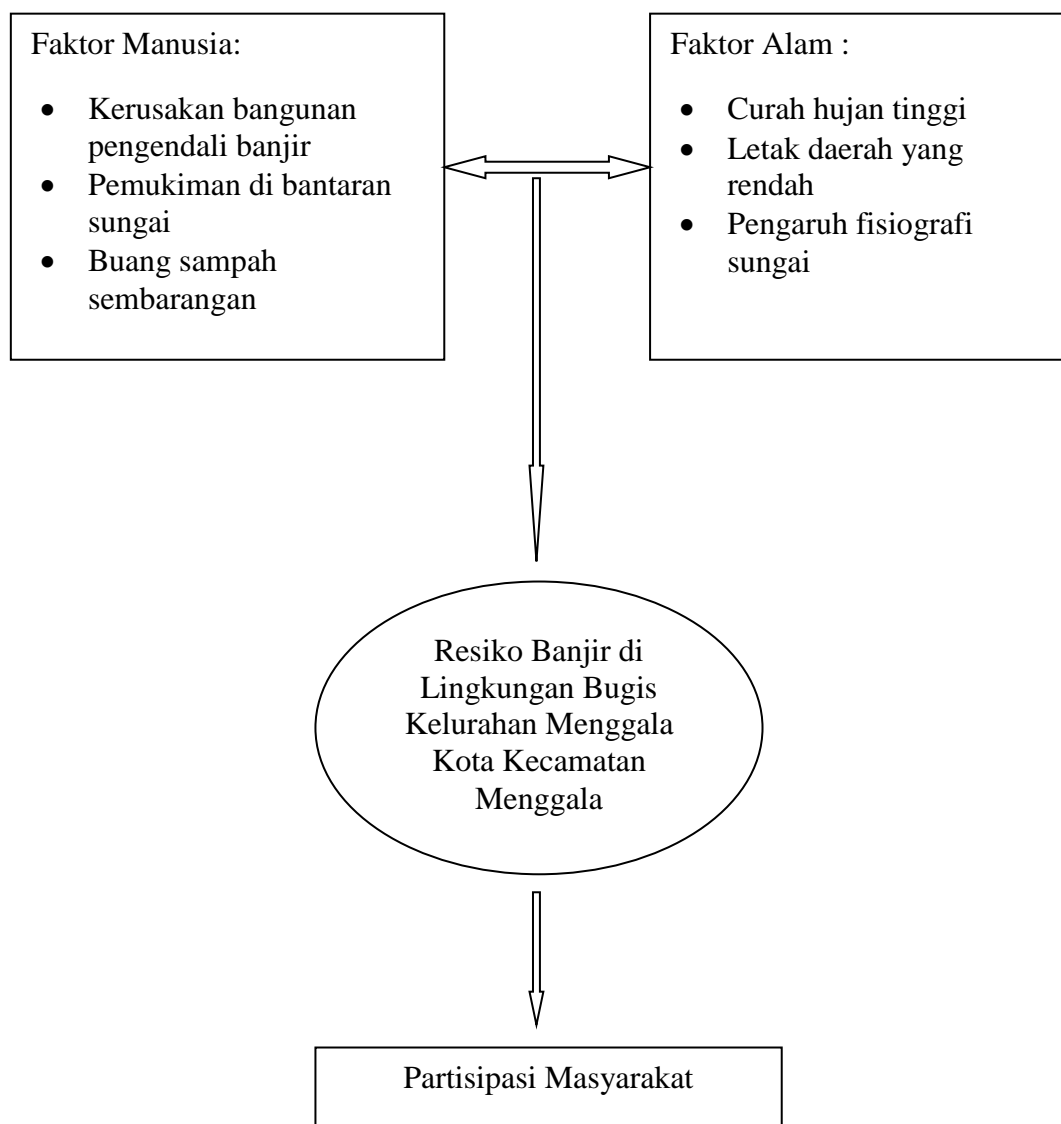 Faktor Manusia:
• Kerusakan bangunan
pengendali banjir
• Pemukiman di bantaran
sungai
• Buang sampah
sembarangan
Faktor Alam :
• Curah hujan tinggi
• Letak daerah yang
rendah
• Pengaruh fisiografi
sungai
Resiko Banjir di
Lingkungan Bugis
Kelurahan Menggala
Kota Kecamatan
Menggala
Partisipasi Masyarakat